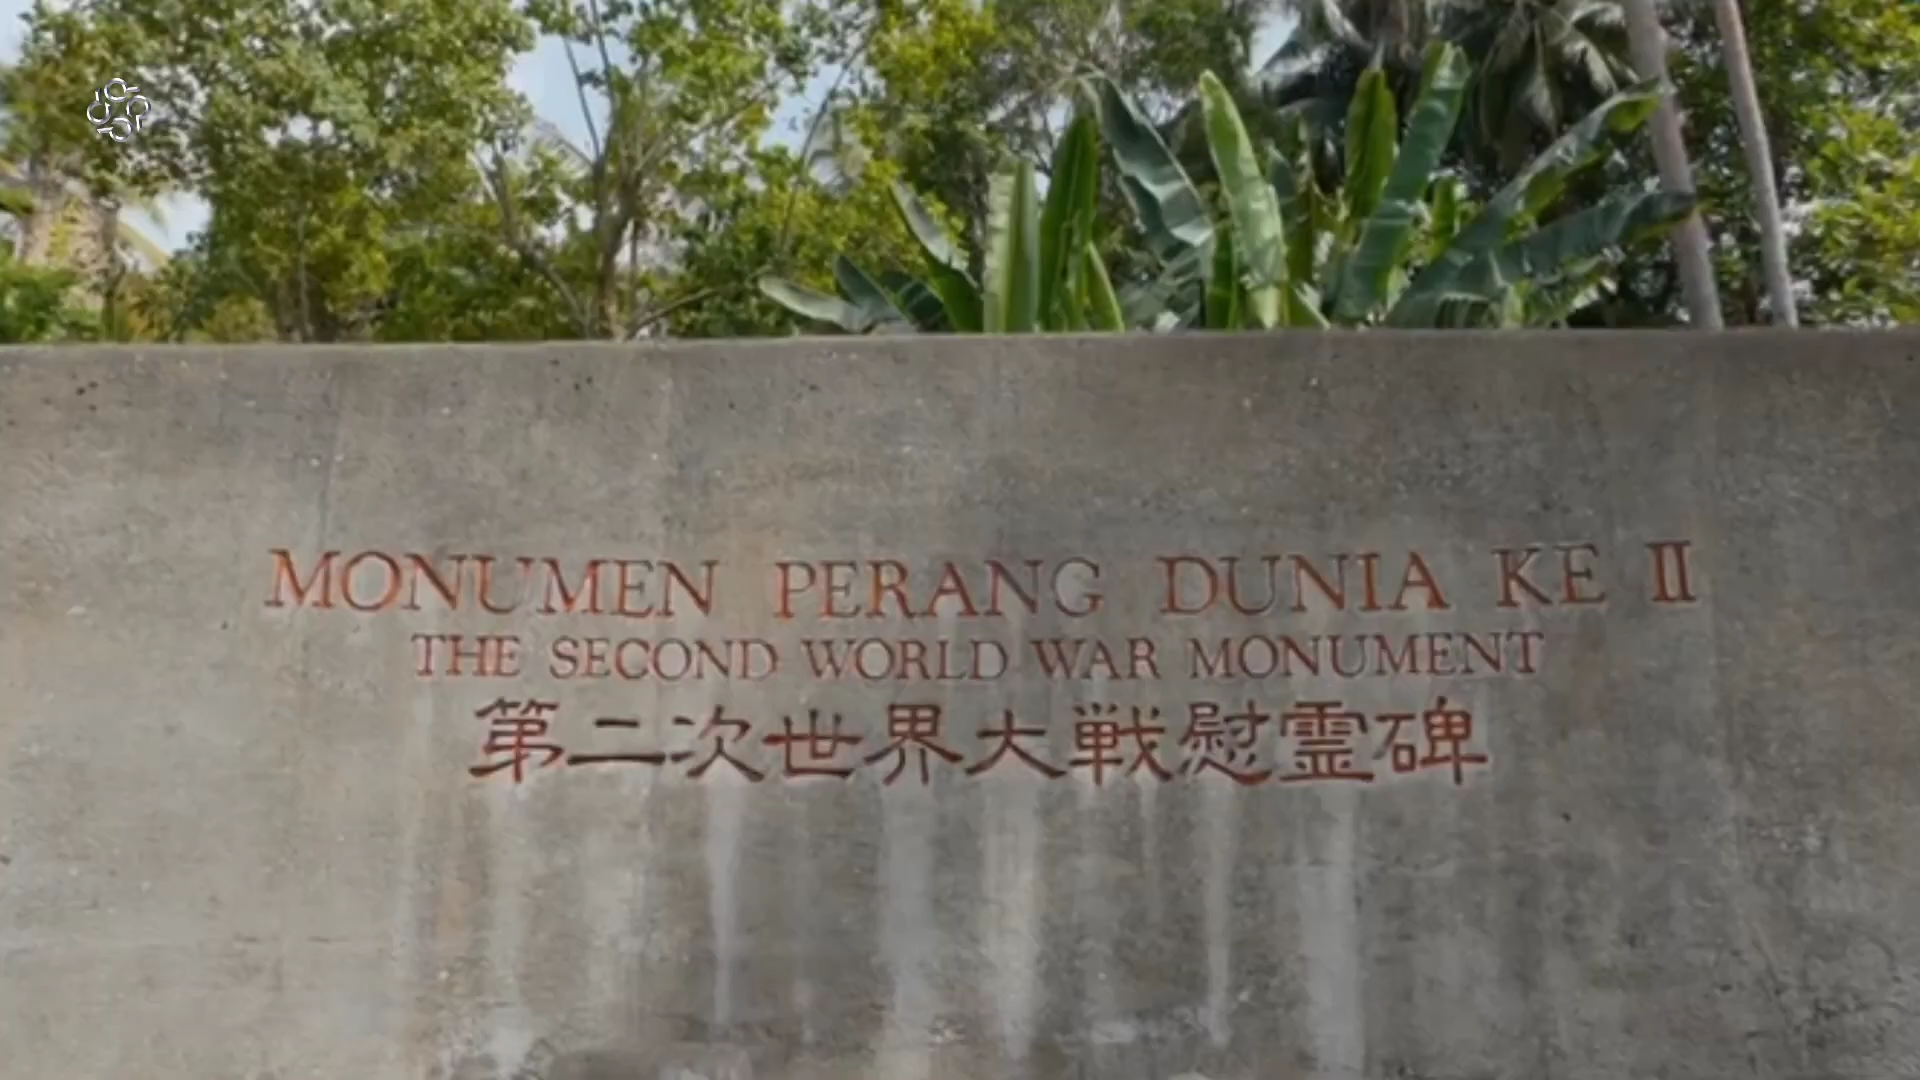 MONUMEN PERANG DUNIA KE II
THE SECOND WORLD WAR MONUMENT
第二次世界大戦慰霊碑